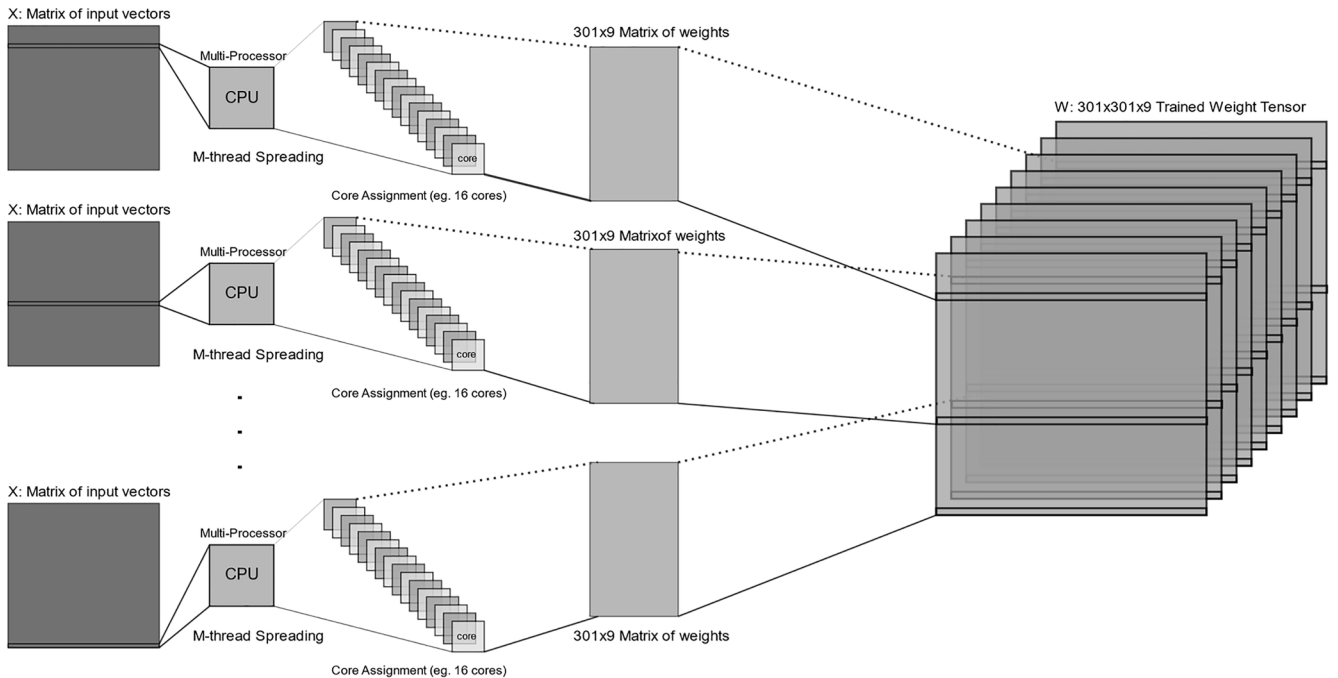 X: Matrix of input vectors
Multi-Processor
CPU
M-thread Spreading
core
Core Assignment (eg. 16 cores)
301x9 Matrix of weights
W: 301x301x9 Trained Weight Tensor
X: Matrix of input vectors
Multi-Processor
CPU
M-thread Spreading
core
Core Assignment (eg. 16 cores)
301x9 Matrixof weights
X: Matrix of input vectors
Multi-Processor
CPU
M-thread Spreading
core
Core Assignment (eg. 16 cores)
301x9 Matrix of weights